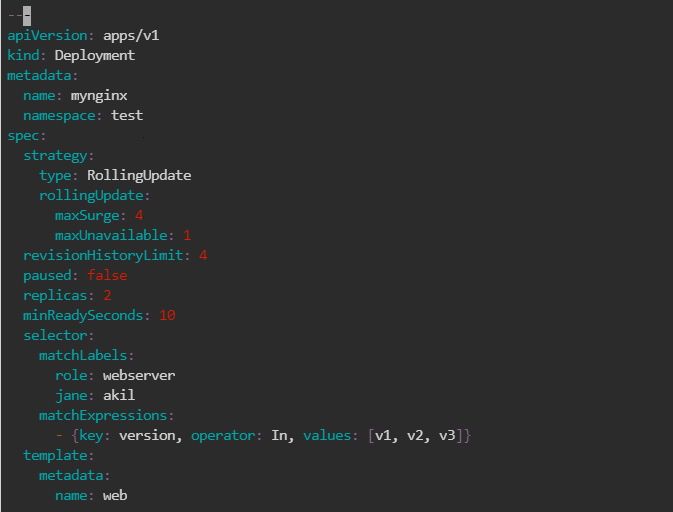 ---
apiVersion: apps/v1
kind: Deployment
metadata:
  name: mynginx
  namespace: test
spec:
  strategy:
    type: RollingUpdate
    rollingUpdate:
      maxSurge: 4
      maxUnavailable: 1
  revisionHistoryLimit: 4
  paused: false
  replicas: 2
  minReadySeconds: 10
  selector:
    matchLabels:
      role: webserver
      jane: akil
    matchExpressions:
      - {key: version, operator: In, values: [v1, v2, v3]}
  template:
    metadata:
      name: web